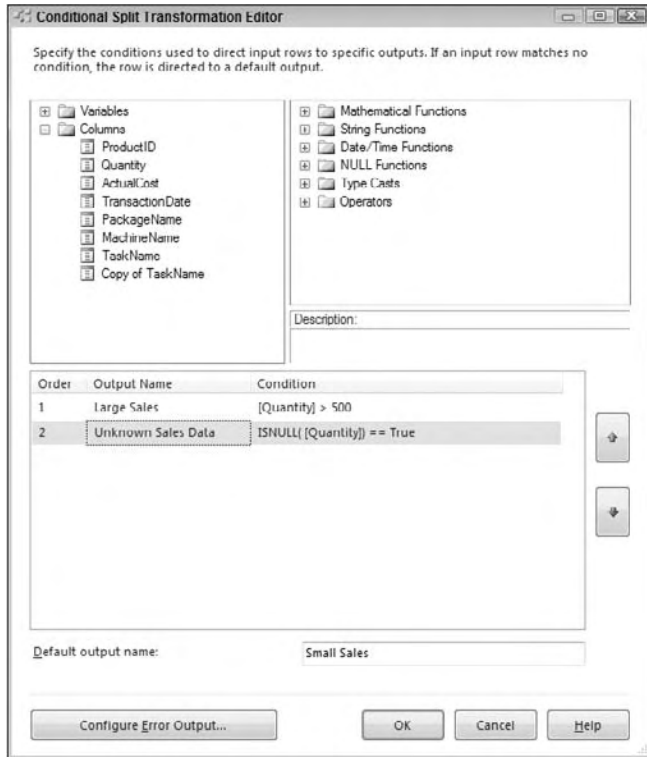 Conditional Split Transformation Editor
Specify the conditions used to direct input rows to specific outputs. If an input row matches no
condition, the row is directed to a default output.
Variables
Columns
ProductID
Quantity
ActualCost
TransactionDate
PackageName
MachineName
TaskName
Copy of TaskName
Mathematical Functions
String Functions
Date/Time Functions
NULL Functions
Type Casts
Operators
Description:
Order Output Name Condition
1 Large Sales [Quantity] > 500
2 Unknown Sales Data ISNULL( [Quantity]) == True
Default output name: Small Sales
Configure Error Output... OK Cancel Help